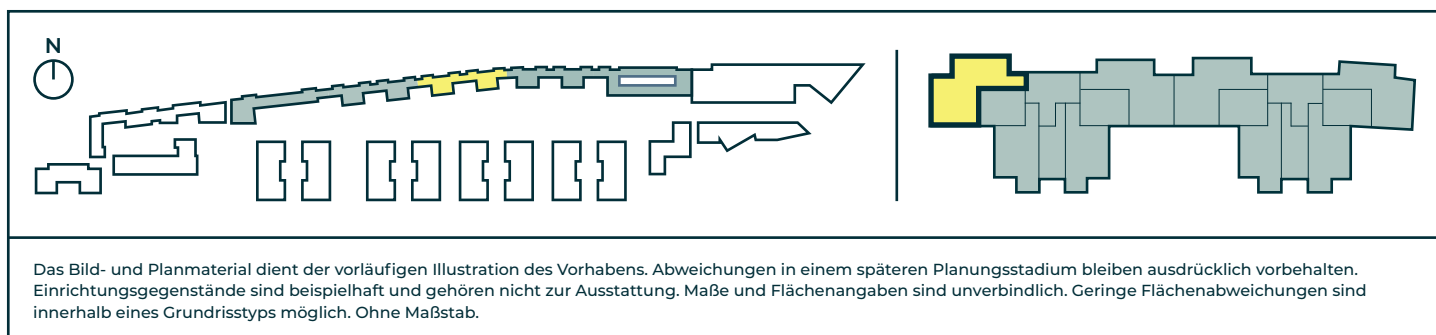 N
Das Bild- und Planmaterial dient der vorläufigen Illustration des Vorhabens. Abweichungen in einem späteren Planungsstadium bleiben ausdrücklich vorbehalten.
Einrichtungsgegenstände sind beispielhaft und gehören nicht zur Ausstattung. Maße und Flächenangaben sind unverbindlich. Geringe Flächenabweichungen sind
innerhalb eines Grundrisstyps möglich. Ohne Maßstab.